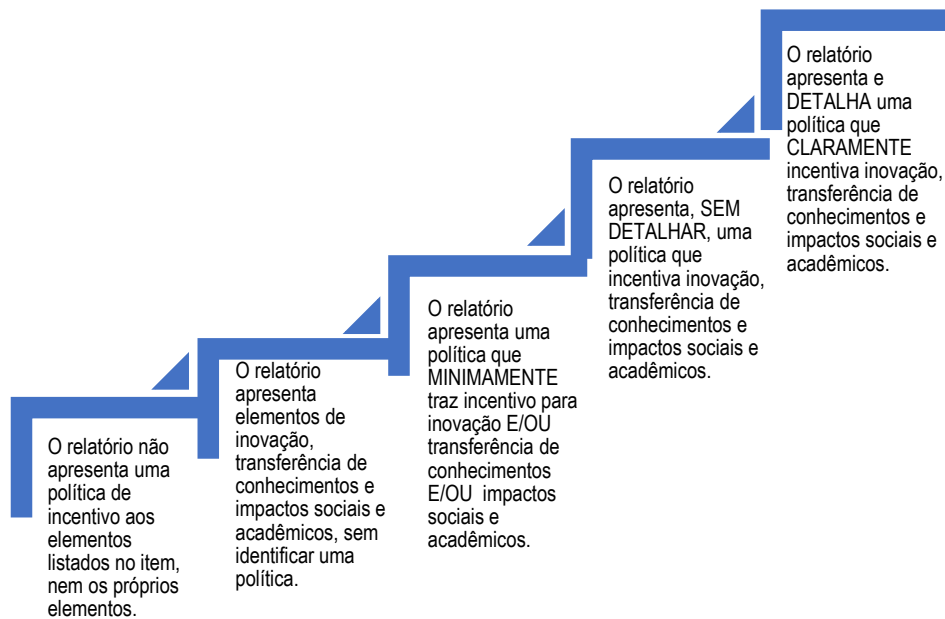 O relatório não
apresenta uma
política de
incentivo aos
elementos
listados no item,
nem os próprios
elementos.
O relatório
apresenta
elementos de
inovação,
transferência de
conhecimentos e
impactos sociais e
acadêmicos, sem
identificar uma
política.
O relatório
apresenta uma
política que
MINIMAMENTE
traz incentivo para
inovação E/OU
transferência de
conhecimentos
E/OU impactos
sociais e
acadêmicos.
O relatório
apresenta, SEM
DETALHAR, uma
política que
incentiva inovação,
transferência de
conhecimentos e
impactos sociais e
acadêmicos.
O relatório
apresenta e
DETALHA uma
política que
CLARAMENTE
incentiva inovação,
transferência de
conhecimentos e
impactos sociais e
acadêmicos.